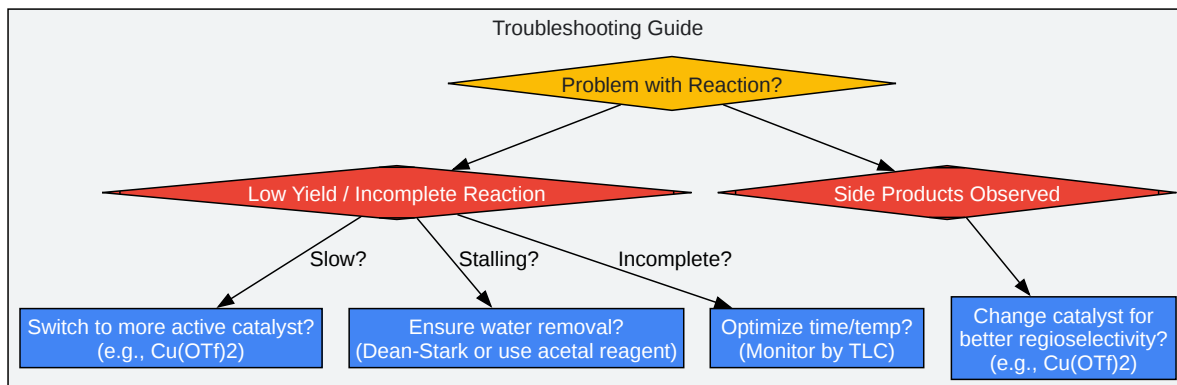 Troubleshooting Guide
Problem with Reaction?
Low Yield / Incomplete Reaction
Side Products Observed
Slow?
Stalling?
Incomplete?
Switch to more active catalyst?
(e.g., Cu(OTf)2)
Ensure water removal?
(Dean-Stark or use acetal reagent)
Optimize time/temp?
(Monitor by TLC)
Change catalyst for
better regioselectivity?
(e.g., Cu(OTf)2)